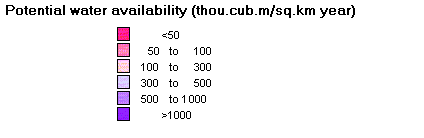 Potential water availability (thou.cub.m/sq.km year)
<50
50 to 100
100 to 300
300 to 500
500 to 1000
>1000